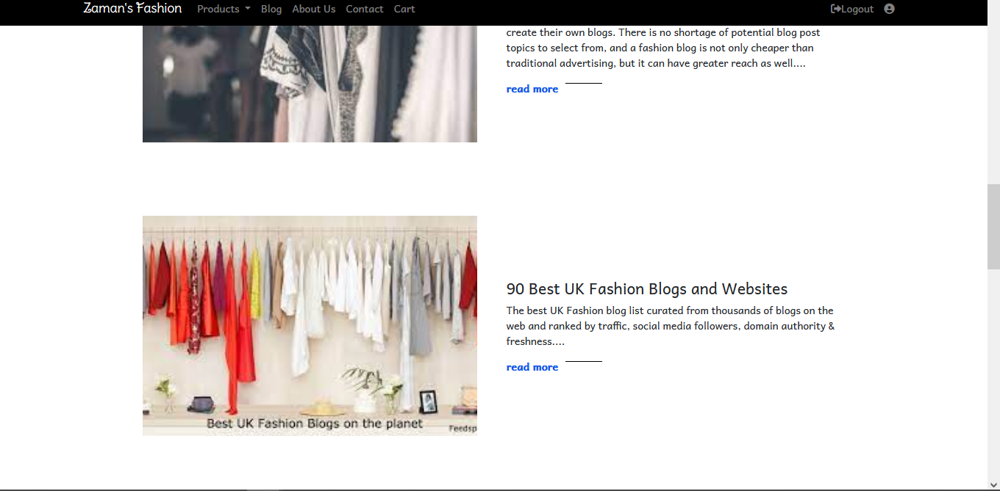 Zaman's Fashion Products Blog About Us Contact Cart Logout
create their own blogs. There is no shortage of potential blog post
topics to select from, and a fashion blog is not only cheaper than
traditional advertising, but it can have greater reach as well....
read more
90 Best UK Fashion Blogs and Websites
The best UK Fashion blog list curated from thousands of blogs on the
web and ranked by traffic, social media followers, domain authority &
freshness....
read more
Best UK Fashion Blogs on the planet
Feedsp